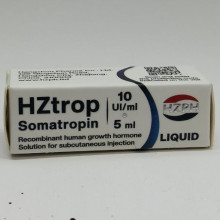 HZtrop
Somatropin
10
UI/ml
5 ml
Recombinant human growth hormone
Solution for subcutaneous injection
HZPH
LIQUID